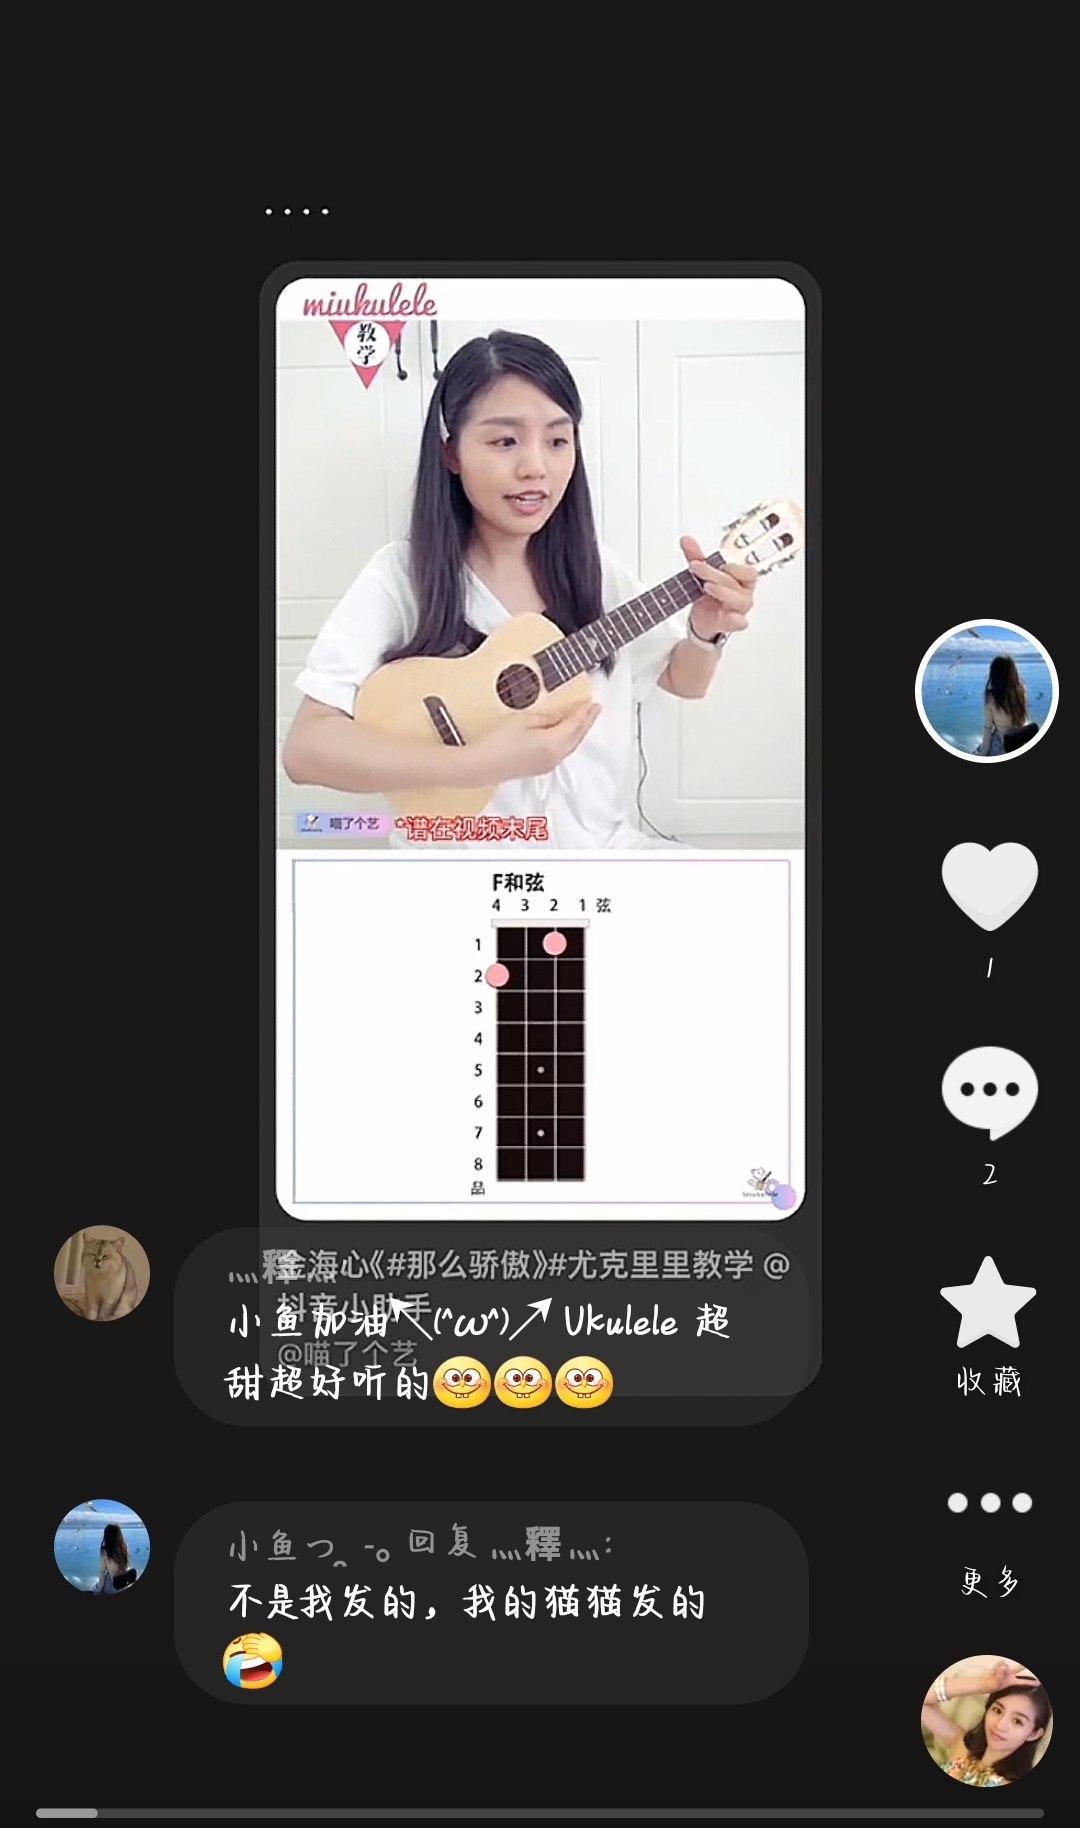 ....
miukulele
教
学
喵了个艺 *谱在视频末尾
F和弦
4 3 2 1 弦
1
2
3
4
5
6
7
8
品
金海心《#那么骄傲》#尤克里里教学 @
抖音小助手
@喵了个艺
灬釋灬:
小鱼加油↖(^ω^)↗ Ukulele 超
甜超好听的
小鱼つ 回复 灬釋灬:
不是我发的，我的猫猫发的
1
2
收藏
更多